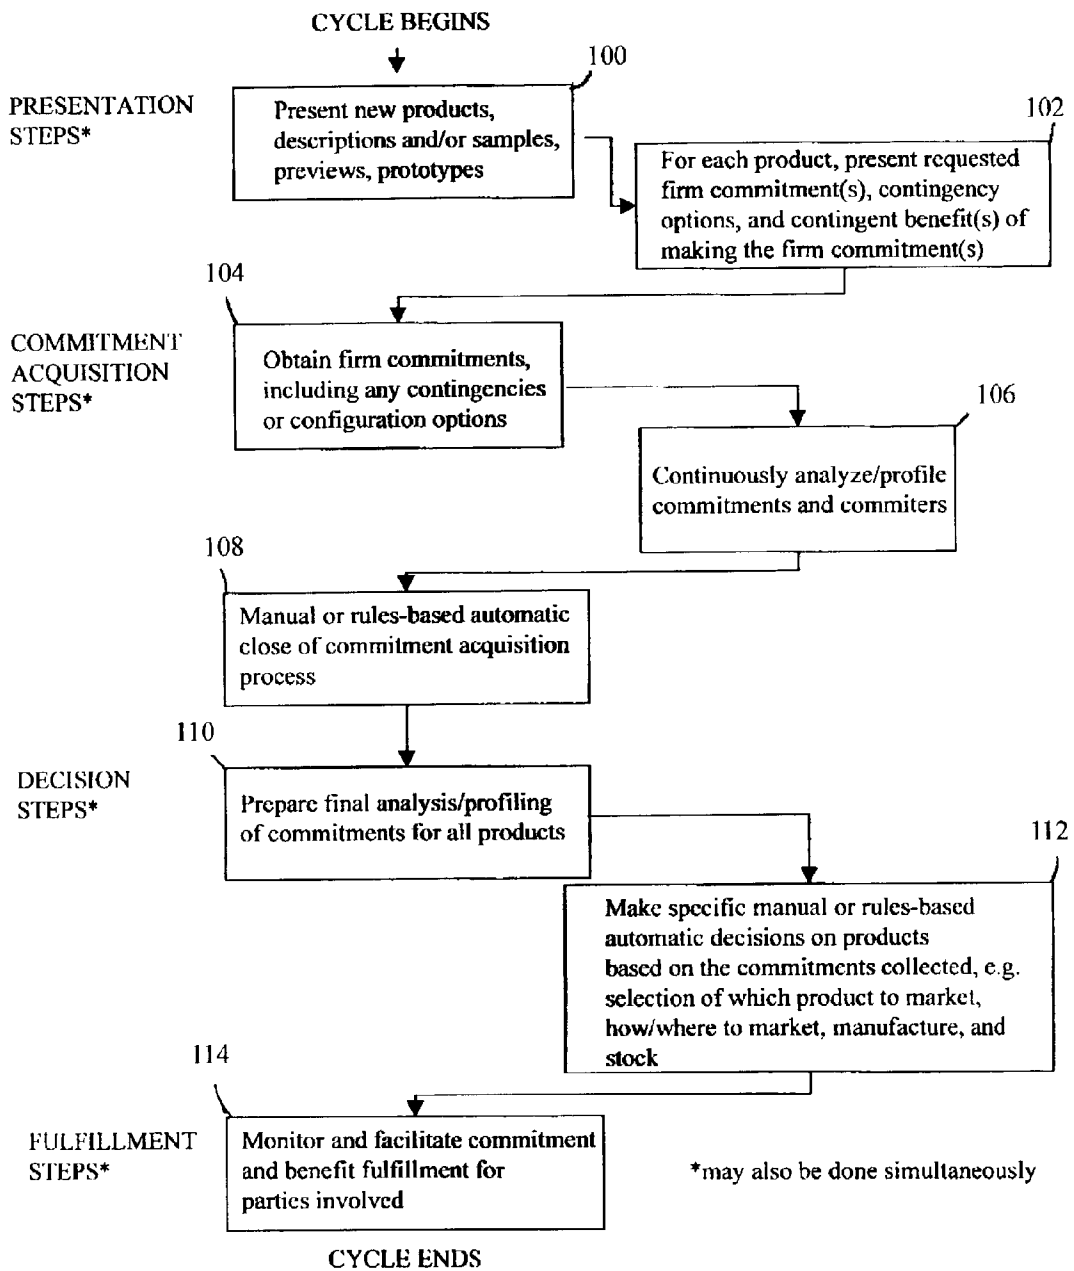 CYCLE BEGINS
100
PRESENTATION
STEPS*
Present new products,
descriptions and/or samples,
previews, prototypes
102
For each product, present requested
firm commitment(s), contingency
options, and contingent benefit(s) of
making the firm commitment(s)
104
COMMITMENT
ACQUISITION
STEPS*
Obtain firm commitments,
including any contingencies
or configuration options
106
Continuously analyze/profile
commitments and commiters
108
Manual or rules-based automatic
close of commitment acquisition
process
110
DECISION
STEPS*
Prepare final analysis/profiling
of commitments for all products
112
Make specific manual or rules-based
automatic decisions on products
based on the commitments collected, e.g.
selection of which product to market,
how/where to market, manufacture, and
stock
114
FULFILLMENT
STEPS*
Monitor and facilitate commitment
and benefit fulfillment for
parties involved
*may also be done simultaneously
CYCLE ENDS